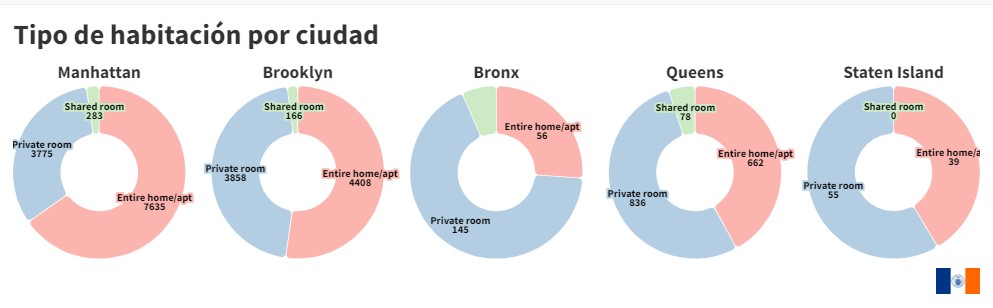 Tipo de habitación por ciudad
Manhattan
Shared room
283
Private room
3775
Entire home/apt
7635
Brooklyn
Shared room
166
Private room
3858
Entire home/apt
4408
Bronx
Entire home/apt
56
Private room
145
Queens
Shared room
78
Entire home/apt
662
Private room
836
Staten Island
Shared room
0
Entire home/a
39
Private room
55